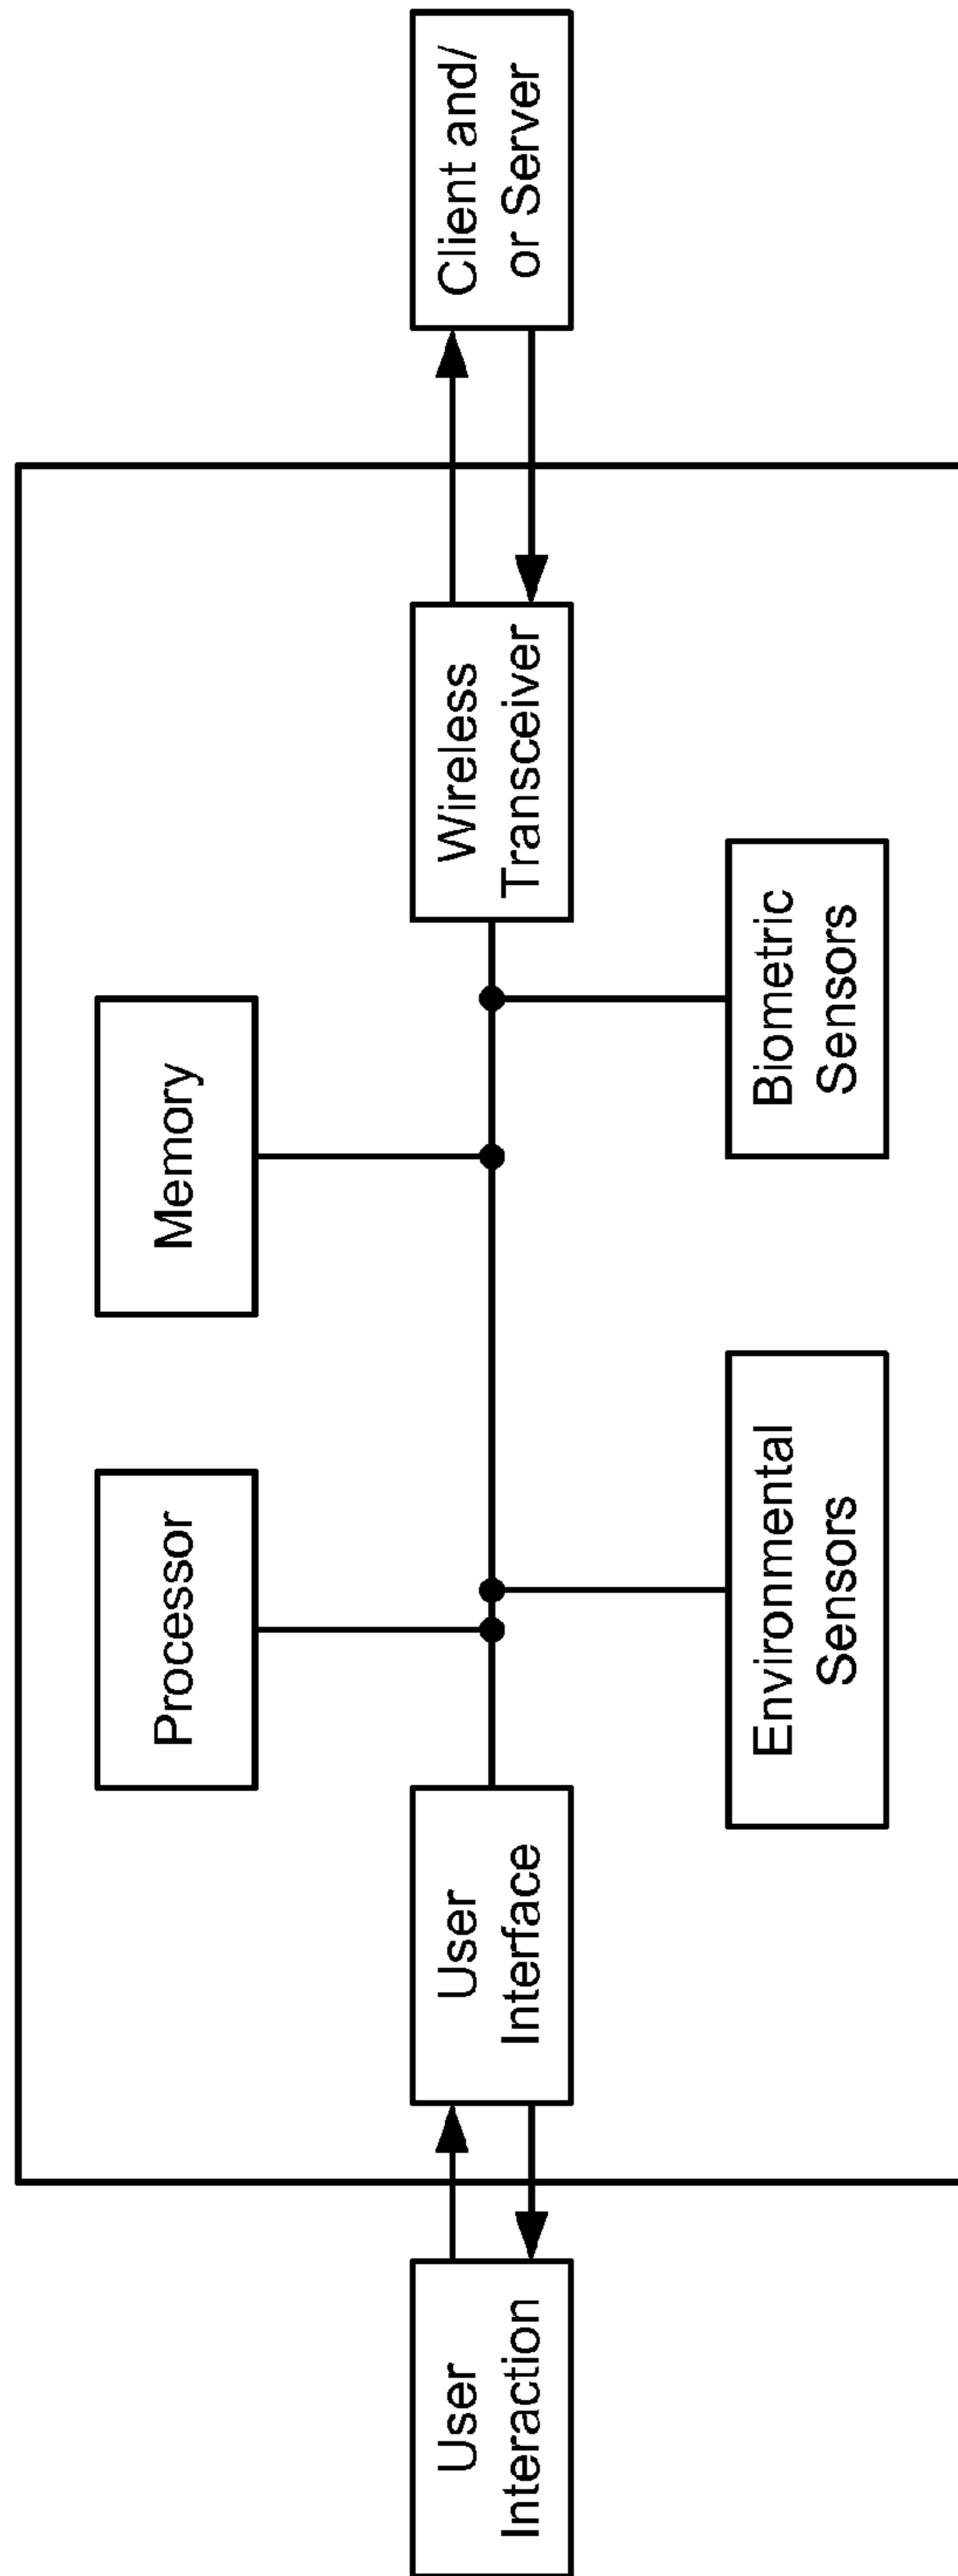 Processor
Memory
User
Interaction
User
Interface
Wireless
Transceiver
Client and/
or Server
Environmental
Sensors
Biometric
Sensors